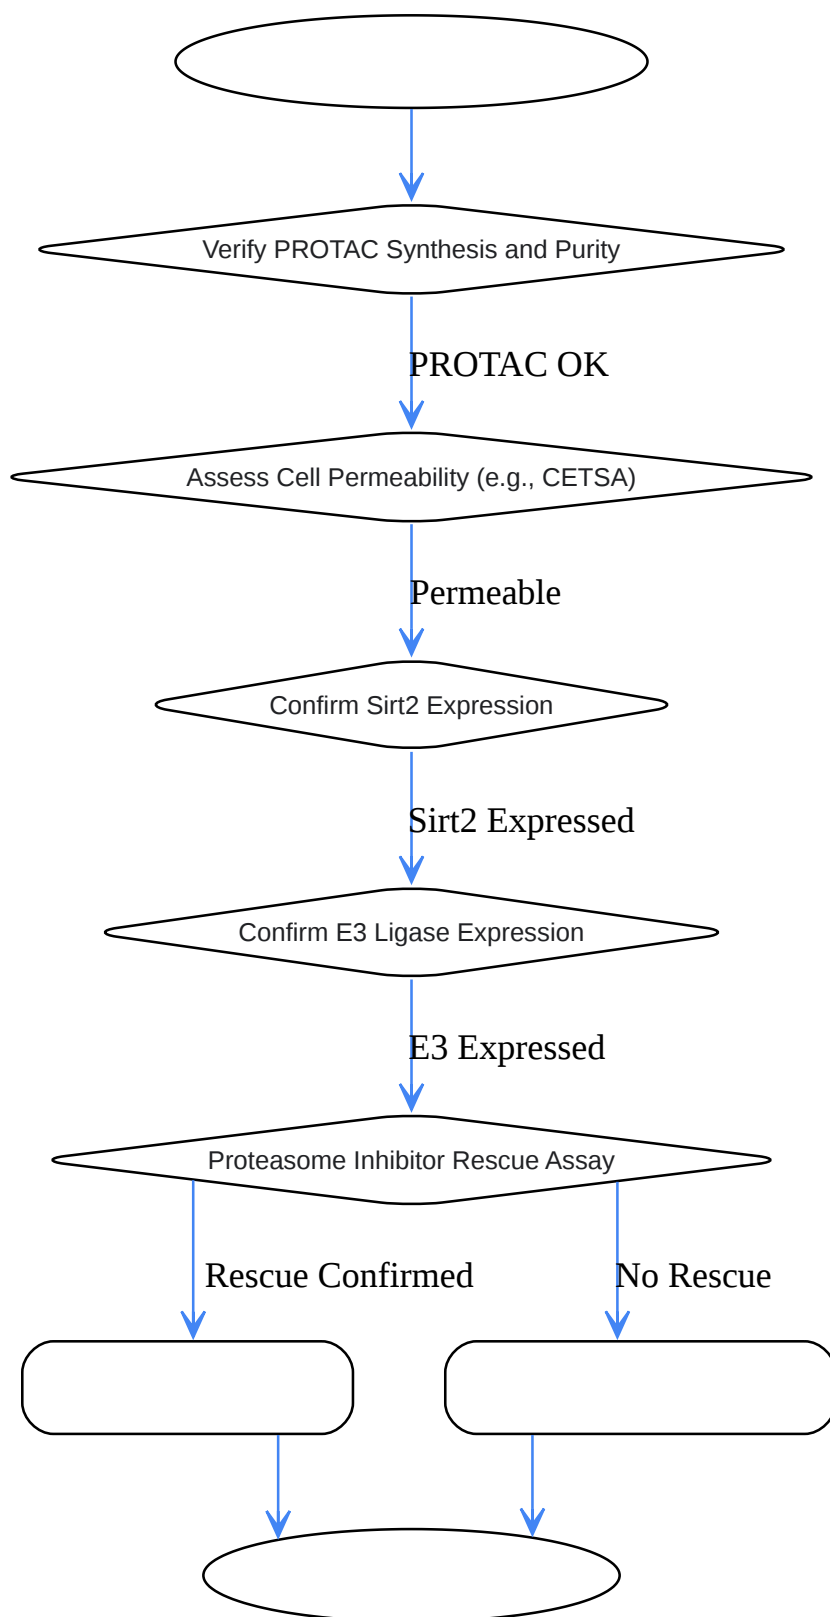 Verify PROTAC Synthesis and Purity
PROTAC OK
Assess Cell Permeability (e.g., CETSA)
Permeable
Confirm Sirt2 Expression
Sirt2 Expressed
Confirm E3 Ligase Expression
E3 Expressed
Proteasome Inhibitor Rescue Assay
Rescue Confirmed
No Rescue